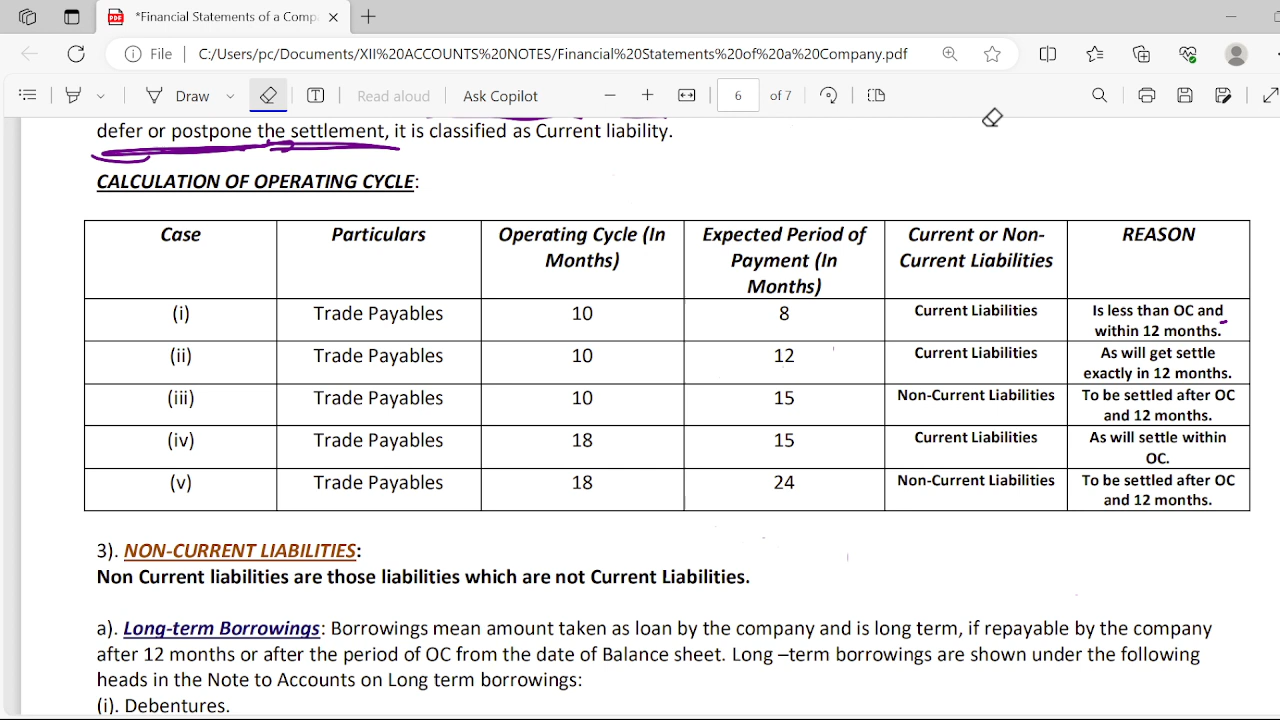 *Financial Statements of a Comp
File
C:/Users/pc/Documents/XII%20ACCOUNTS%20NOTES/Financial%20Statements%20of%20a%20Company.pdf
Draw
Read aloud
Ask Copilot
6
of 7
defer or postpone the settlement, it is classified as Current liability.
CALCULATION OF OPERATING CYCLE:
Case
Particulars
Operating Cycle (In
Months)
Expected Period of
Payment (In
Months)
Current or Non-
Current Liabilities
REASON
(i)
Trade Payables
10
8
Current Liabilities
Is less than OC and
within 12 months.
(ii)
Trade Payables
10
12
Current Liabilities
As will get settle
exactly in 12 months.
(iii)
Trade Payables
10
15
Non-Current Liabilities
To be settled after OC
and 12 months.
(iv)
Trade Payables
18
15
Current Liabilities
As will settle within
OC.
(v)
Trade Payables
18
24
Non-Current Liabilities
To be settled after OC
and 12 months.
3). NON-CURRENT LIABILITIES:
Non Current liabilities are those liabilities which are not Current Liabilities.
a). Long-term Borrowings: Borrowings mean amount taken as loan by the company and is long term, if repayable by the company
after 12 months or after the period of OC from the date of Balance sheet. Long –term borrowings are shown under the following
heads in the Note to Accounts on Long term borrowings:
(i). Debentures.